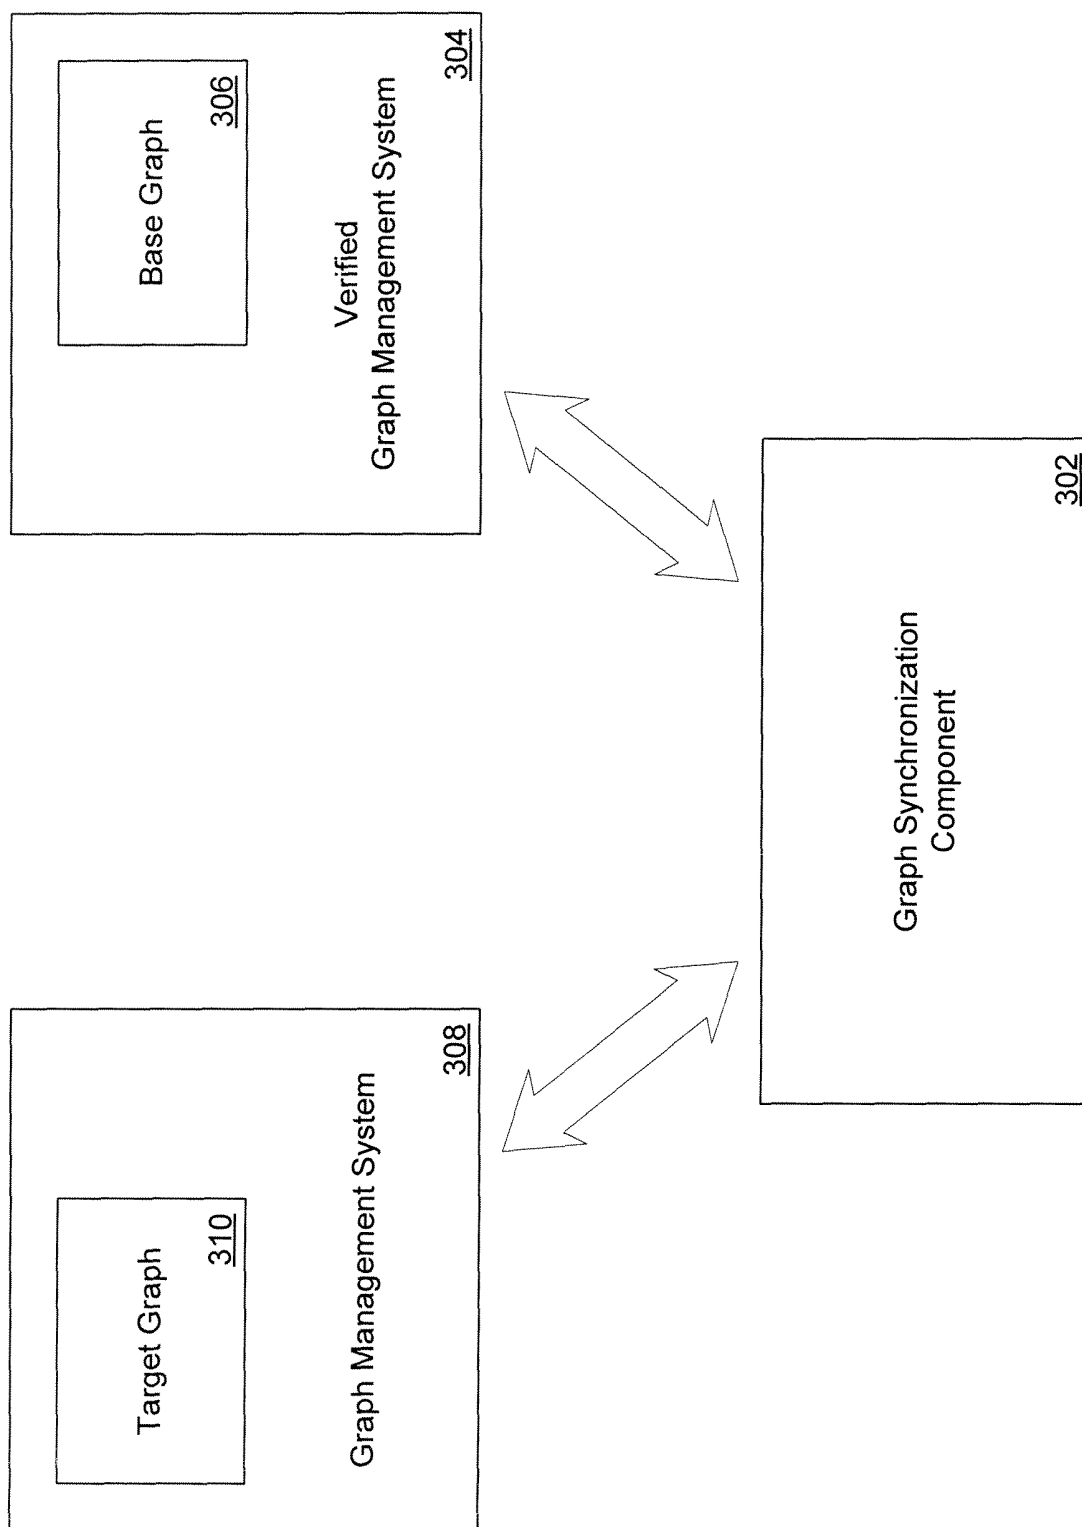 Target Graph
310
Graph Management System
308
Base Graph
306
Verified
Graph Management System
304
Graph Synchronization
Component
302